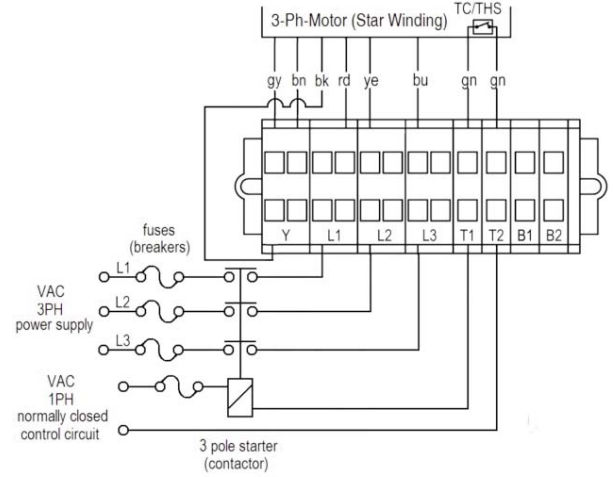 TC/THS
3-Ph-Motor (Star Winding)
gy bn bk rd ye bu gn gn
Y L1 L2 L3 T1 T2 B1 B2
fuses
(breakers)
L1
VAC
3PH
power supply
L2
L3
VAC
1PH
normally closed
control circuit
3 pole starter
(contactor)